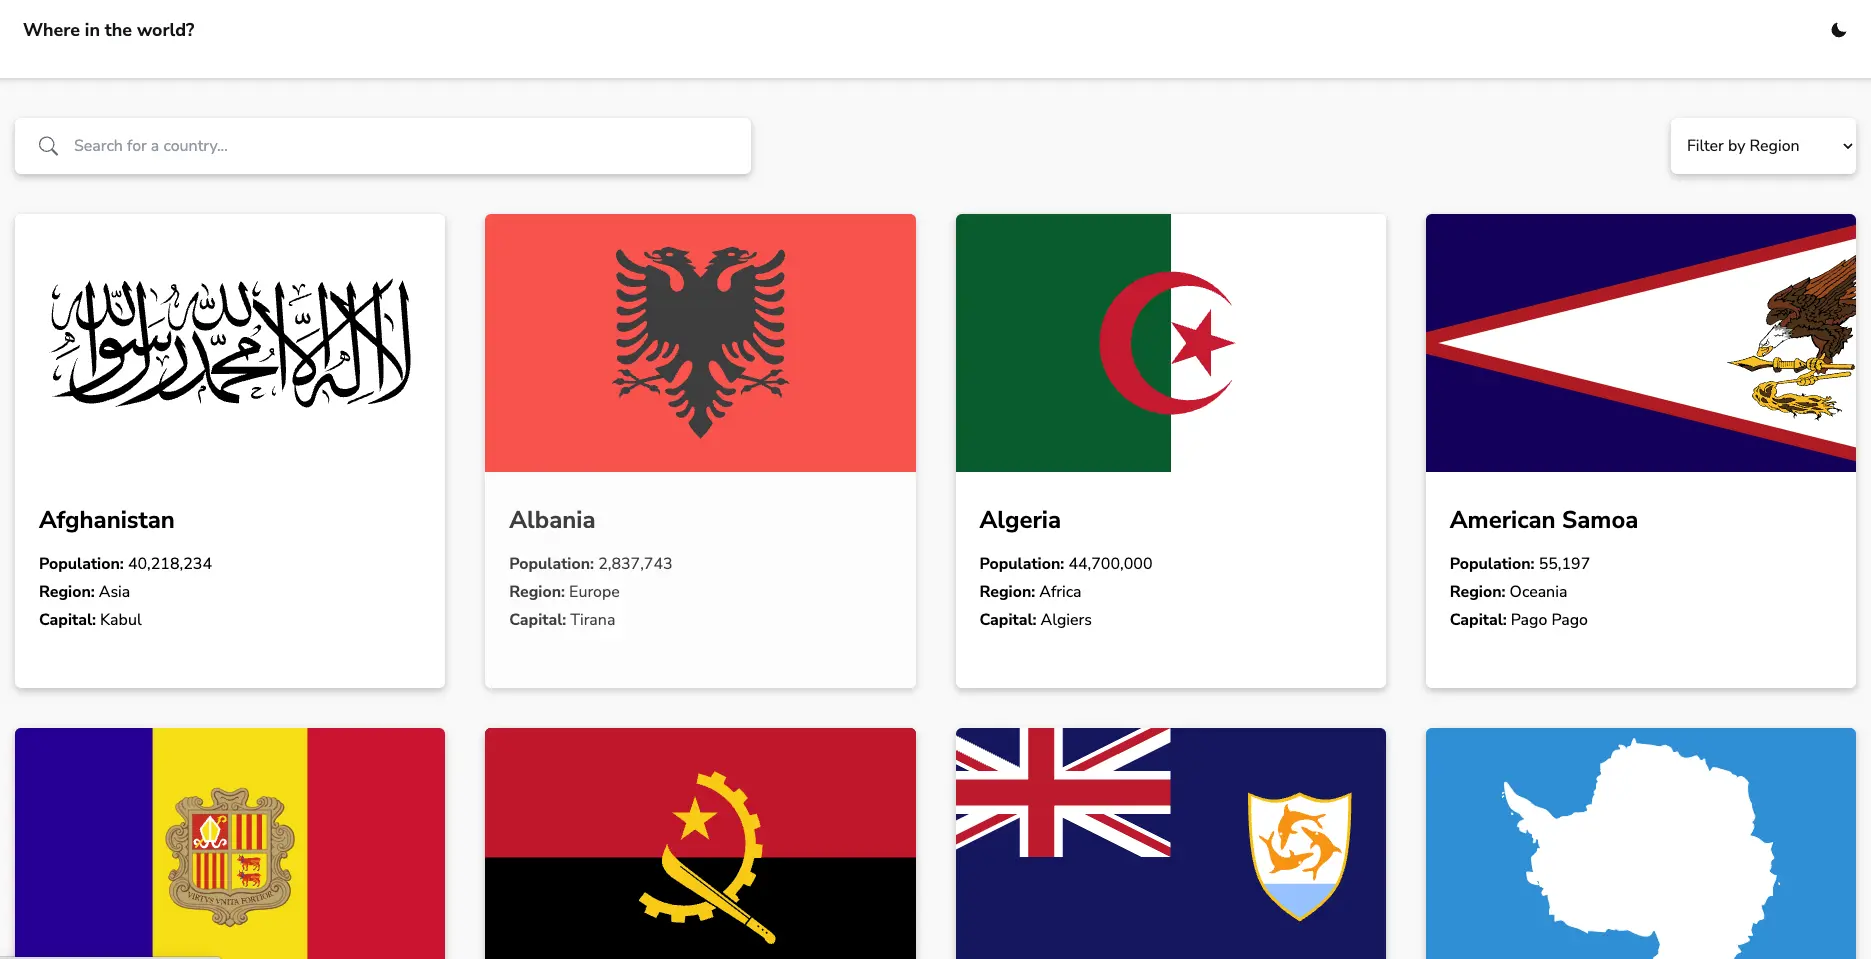 Where in the world?
Search for a country...
Filter by Region
لا إله إلا الله محمد رسول الله
Afghanistan
Population: 40,218,234
Region: Asia
Capital: Kabul
Albania
Population: 2,837,743
Region: Europe
Capital: Tirana
Algeria
Population: 44,700,000
Region: Africa
Capital: Algiers
American Samoa
Population: 55,197
Region: Oceania
Capital: Pago Pago
VIRTVS VNITA FORTIOR